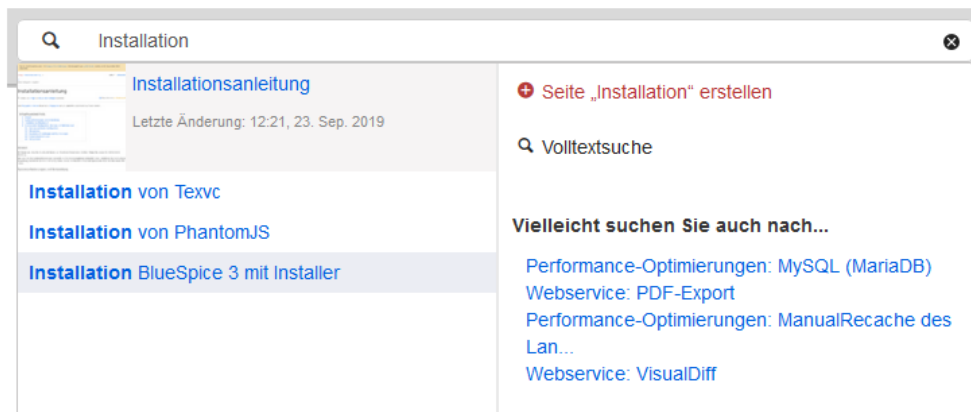 Installation
Installationsanleitung
Letzte Änderung: 12:21, 23. Sep. 2019
Installation von Texvc
Installation von PhantomJS
Installation BlueSpice 3 mit Installer
Seite „Installation“ erstellen
Volltextsuche
Vielleicht suchen Sie auch nach...
Performance-Optimierungen: MySQL (MariaDB)
Webservice: PDF-Export
Performance-Optimierungen: ManualRecache des
Lan...
Webservice: VisualDiff